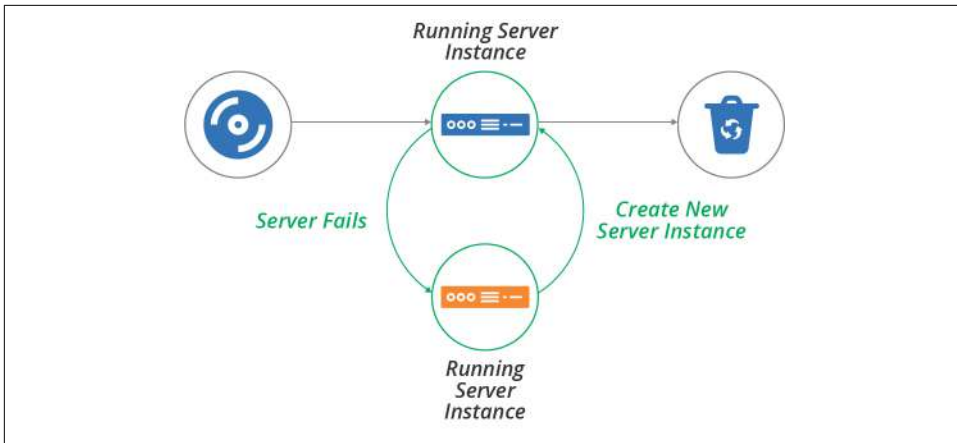 Running Server
Instance
Server Fails
Create New
Server Instance
Running
Server
Instance